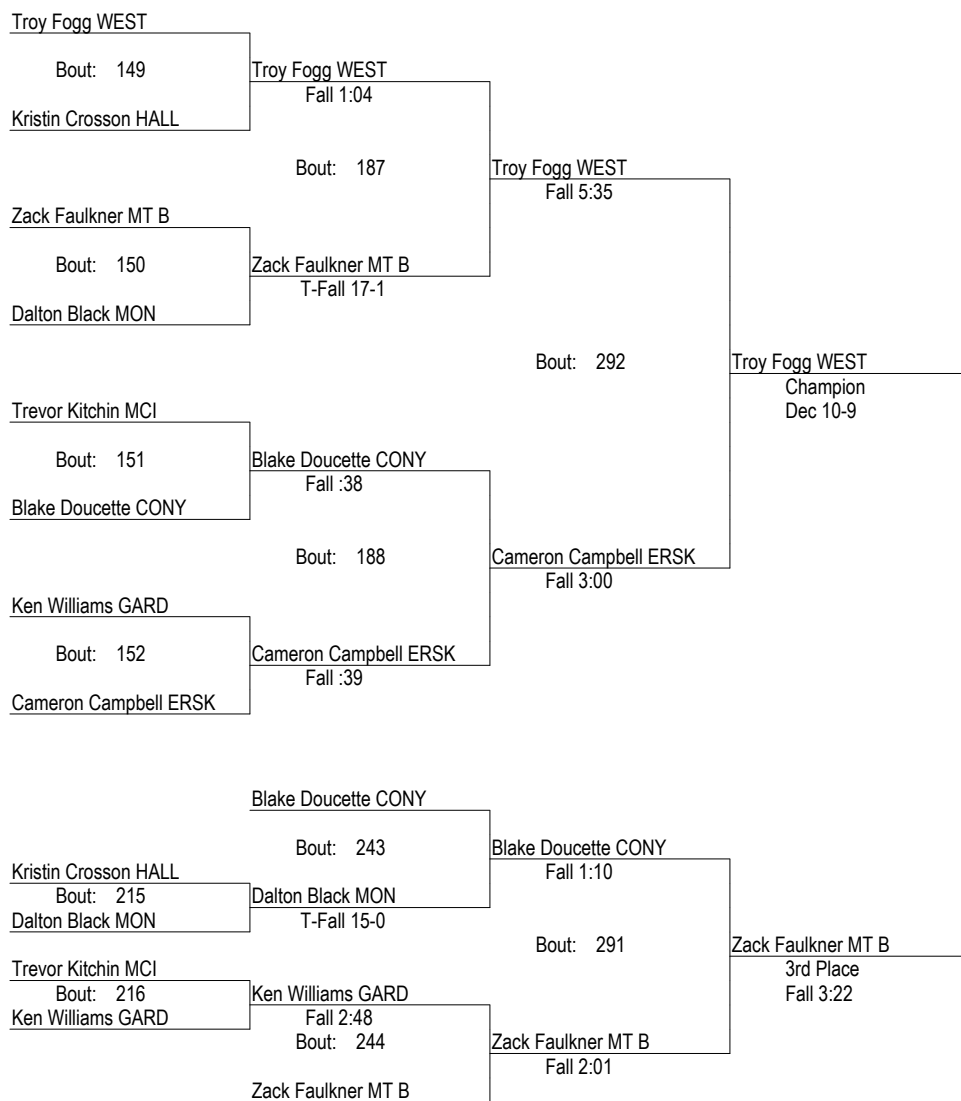 Troy Fogg WEST
Bout: 149
Troy Fogg WEST
Fall 1:04
Kristin Crosson HALL
Bout: 187
Troy Fogg WEST
Fall 5:35
Zack Faulkner MT B
Bout: 150
Zack Faulkner MT B
T-Fall 17-1
Dalton Black MON
Bout: 292
Troy Fogg WEST
Champion
Dec 10-9
Trevor Kitchin MCI
Bout: 151
Blake Doucette CONY
Fall :38
Blake Doucette CONY
Bout: 188
Cameron Campbell ERSK
Fall 3:00
Ken Williams GARD
Bout: 152
Cameron Campbell ERSK
Fall :39
Cameron Campbell ERSK
Blake Doucette CONY
Bout: 243
Blake Doucette CONY
Fall 1:10
Kristin Crosson HALL
Bout: 215
Dalton Black MON
Dalton Black MON
T-Fall 15-0
Bout: 291
Zack Faulkner MT B
3rd Place
Fall 3:22
Trevor Kitchin MCI
Bout: 216
Ken Williams GARD
Ken Williams GARD
Fall 2:48
Bout: 244
Zack Faulkner MT B
Fall 2:01
Zack Faulkner MT B